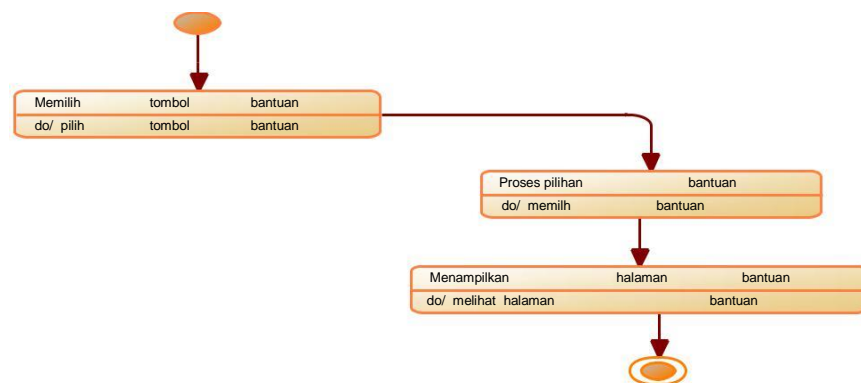 Memilih tombol bantuan
do/ pilih tombol bantuan
Proses pilihan bantuan
do/ memilh bantuan
Menampilkan halaman bantuan
do/ melihat halaman bantuan